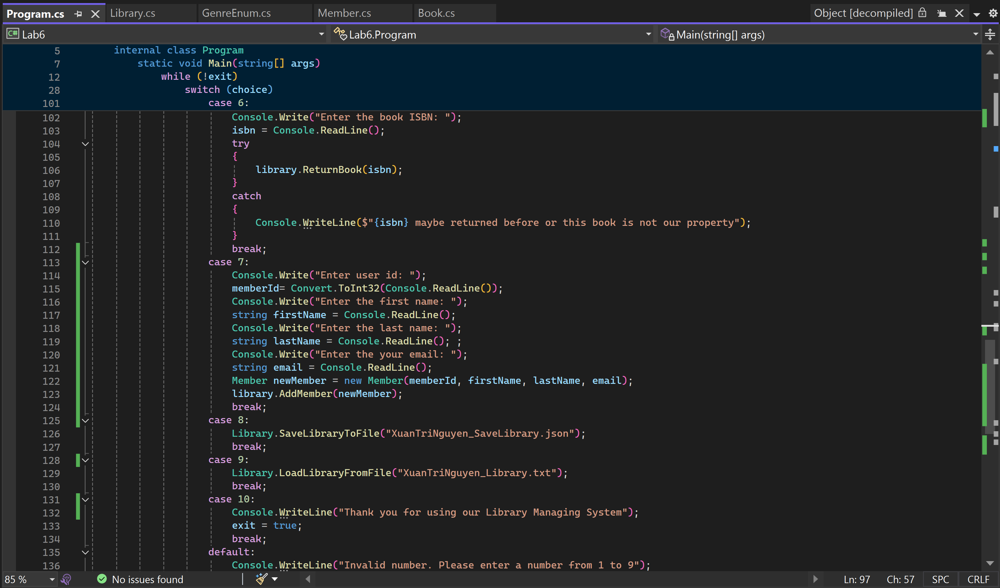 Program.cs Library.cs GenreEnum.cs Member.cs Book.cs Object [decompiled]
C# Lab6 Lab6.Program Main(string[] args)
5 internal class Program
7 static void Main(string[] args)
12 while (!exit)
28 switch (choice)
101 case 6:
102 Console.Write("Enter the book ISBN: ");
103 isbn = Console.ReadLine();
104 try
105 {
106 library.ReturnBook(isbn);
107 }
108 catch
109 {
110 Console.WriteLine($"{isbn} maybe returned before or this book is not our property");
111 }
112 break;
113 case 7:
114 Console.Write("Enter user id: ");
115 memberId= Convert.ToInt32(Console.ReadLine());
116 Console.Write("Enter the first name: ");
117 string firstName = Console.ReadLine();
118 Console.Write("Enter the last name: ");
119 string lastName = Console.ReadLine(); ;
120 Console.Write("Enter the your email: ");
121 string email = Console.ReadLine();
122 Member newMember = new Member(memberId, firstName, lastName, email);
123 library.AddMember(newMember);
124 break;
125 case 8:
126 Library.SaveLibraryToFile("XuanTriNguyen_SaveLibrary.json");
127 break;
128 case 9:
129 Library.LoadLibraryFromFile("XuanTriNguyen_Library.txt");
130 break;
131 case 10:
132 Console.WriteLine("Thank you for using our Library Managing System");
133 exit = true;
134 break;
135 default:
136 Console.WriteLine("Invalid number. Please enter a number from 1 to 9");
85 % No issues found Ln: 97 Ch: 57 SPC CRLF